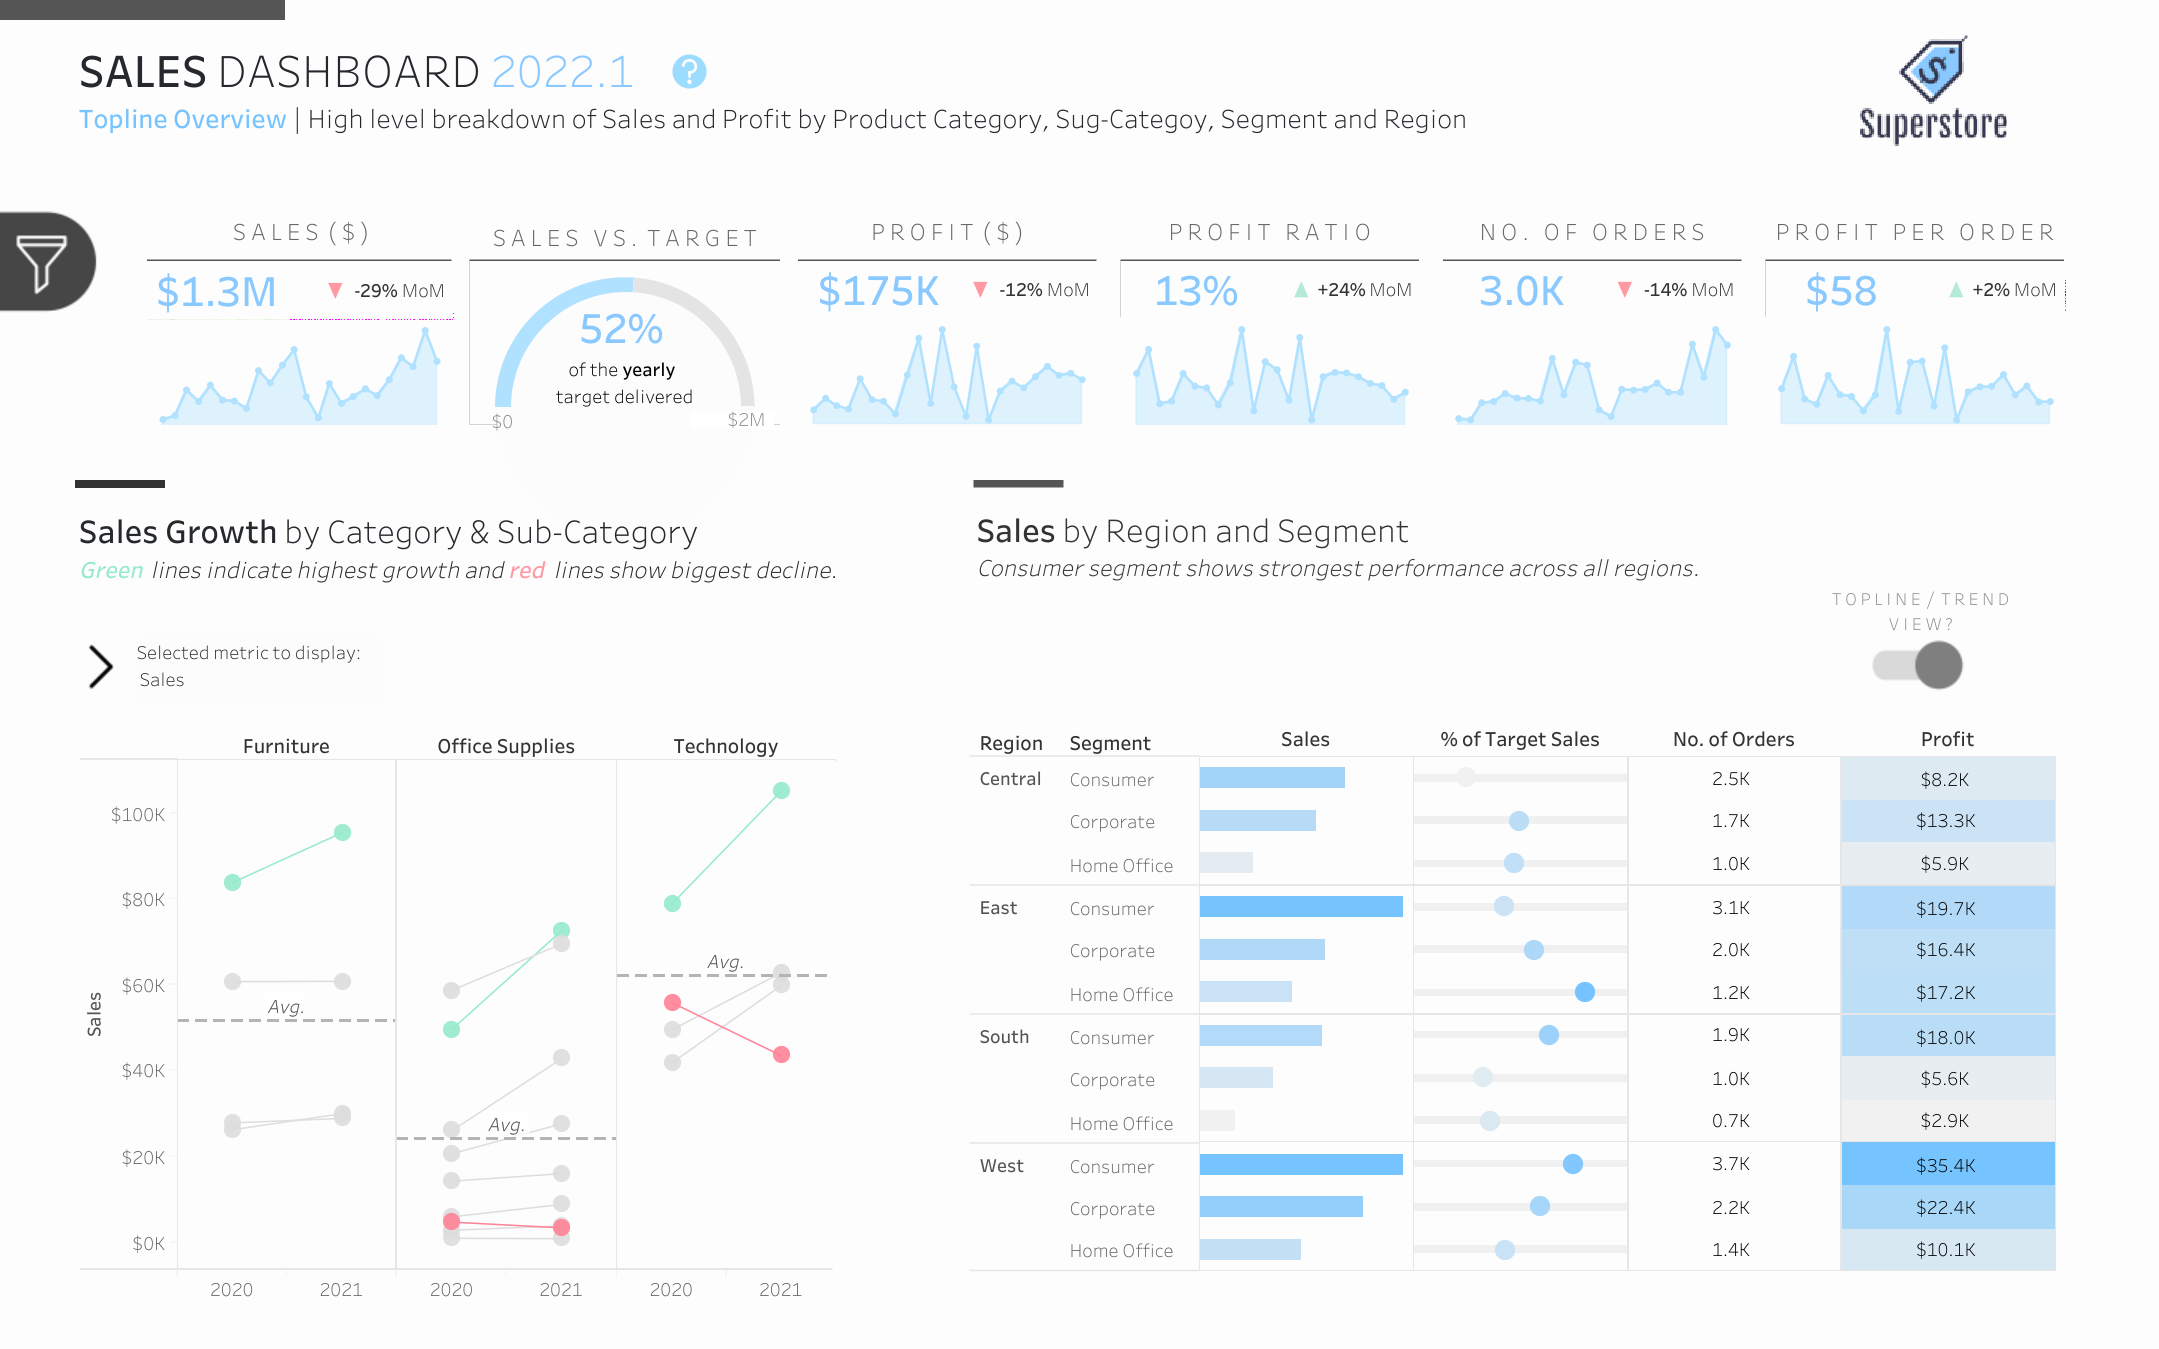 SALES DASHBOARD 2022.1 ?
Topline Overview | High level breakdown of Sales and Profit by Product Category, Sug-Categoy, Segment and Region
Superstore
SALES ($)
SALES VS. TARGET
PROFIT ($)
PROFIT RATIO
NO. OF ORDERS
PROFIT PER ORDER
$1.3M ▼ -29% MoM
52%
of the yearly
target delivered
$0
$2M
$175K ▼ -12% MoM
13% ▲ +24% MoM
3.0K ▼ -14% MoM
$58 ▲ +2% MoM
Sales Growth by Category & Sub-Category
Green lines indicate highest growth and red lines show biggest decline.
Selected metric to display:
Sales
Furniture Office Supplies Technology
$100K
$80K
$60K
$40K
$20K
$0K
Sales
Avg.
Avg.
Avg.
2020 2021 2020 2021 2020 2021
Sales by Region and Segment
Consumer segment shows strongest performance across all regions.
TOPLINE/TREND
VIEW?
Region Segment Sales % of Target Sales No. of Orders Profit
Central Consumer 2.5K $8.2K
Corporate 1.7K $13.3K
Home Office 1.0K $5.9K
East Consumer 3.1K $19.7K
Corporate 2.0K $16.4K
Home Office 1.2K $17.2K
South Consumer 1.9K $18.0K
Corporate 1.0K $5.6K
Home Office 0.7K $2.9K
West Consumer 3.7K $35.4K
Corporate 2.2K $22.4K
Home Office 1.4K $10.1K